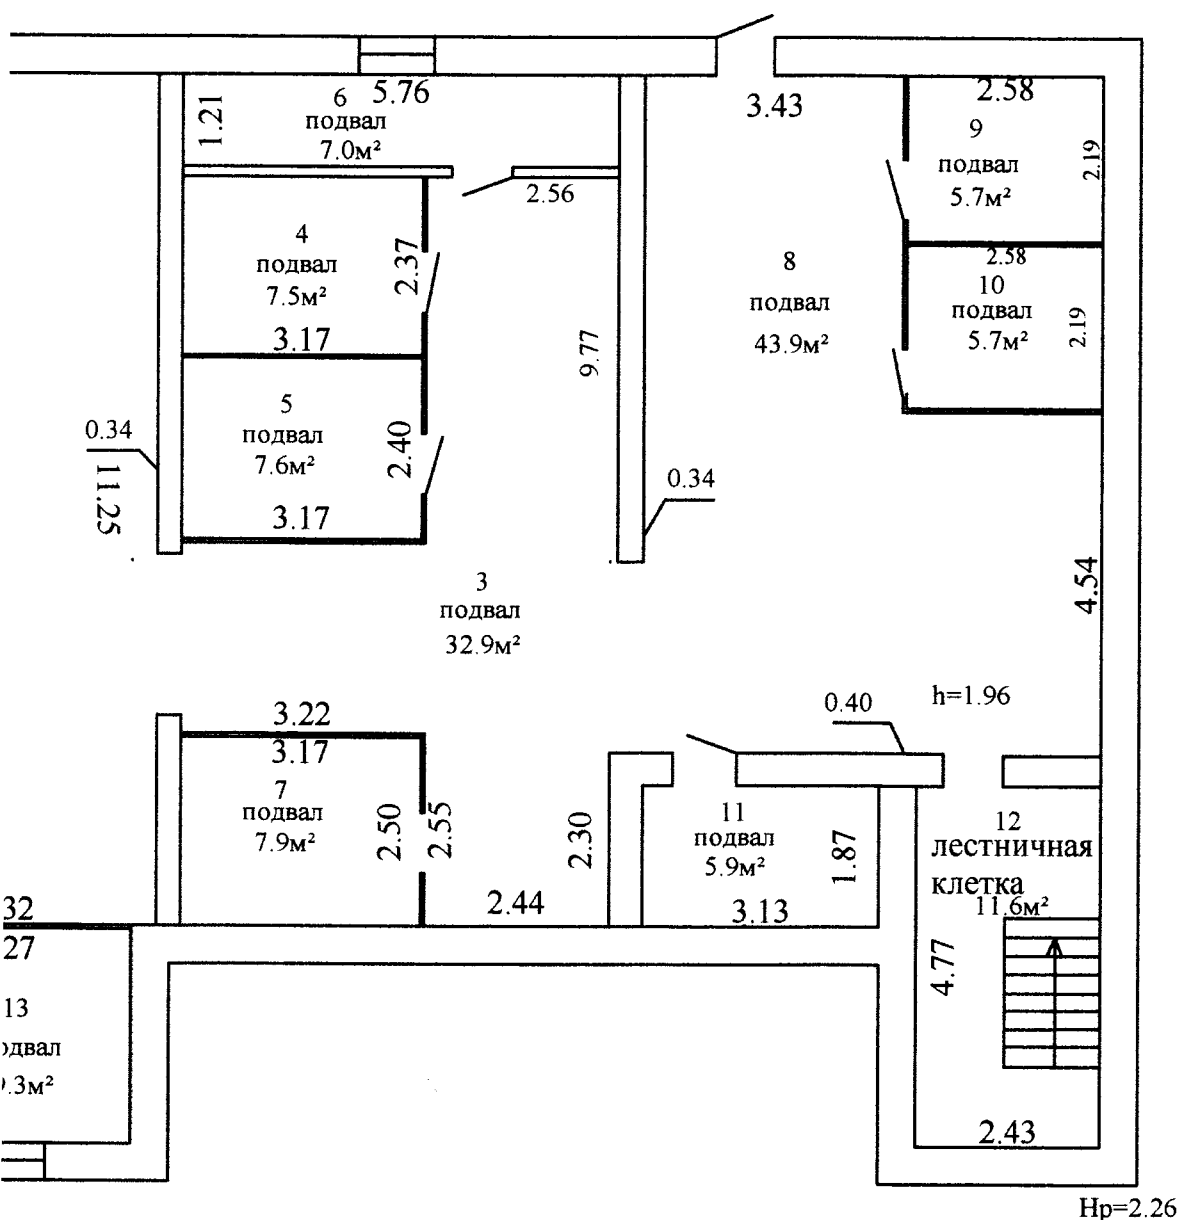 6 5.76
подвал
7.0м²
1.21
2.56
3.43
2.58
9
подвал
5.7м²
2.19
4
подвал
7.5м²
2.37
3.17
8
подвал
43.9м²
2.58
10
подвал
5.7м²
2.19
9.77
5
подвал
7.6м²
2.40
3.17
0.34
11.25
0.34
3
подвал
32.9м²
4.54
h=1.96
0.40
3.22
3.17
7
подвал
7.9м²
2.50
2.55
2.30
2.44
11
подвал
5.9м²
1.87
3.13
12
лестничная
клетка
11.6м²
4.77
2.43
32
27
13
одвал
.3м²
Нр=2.26